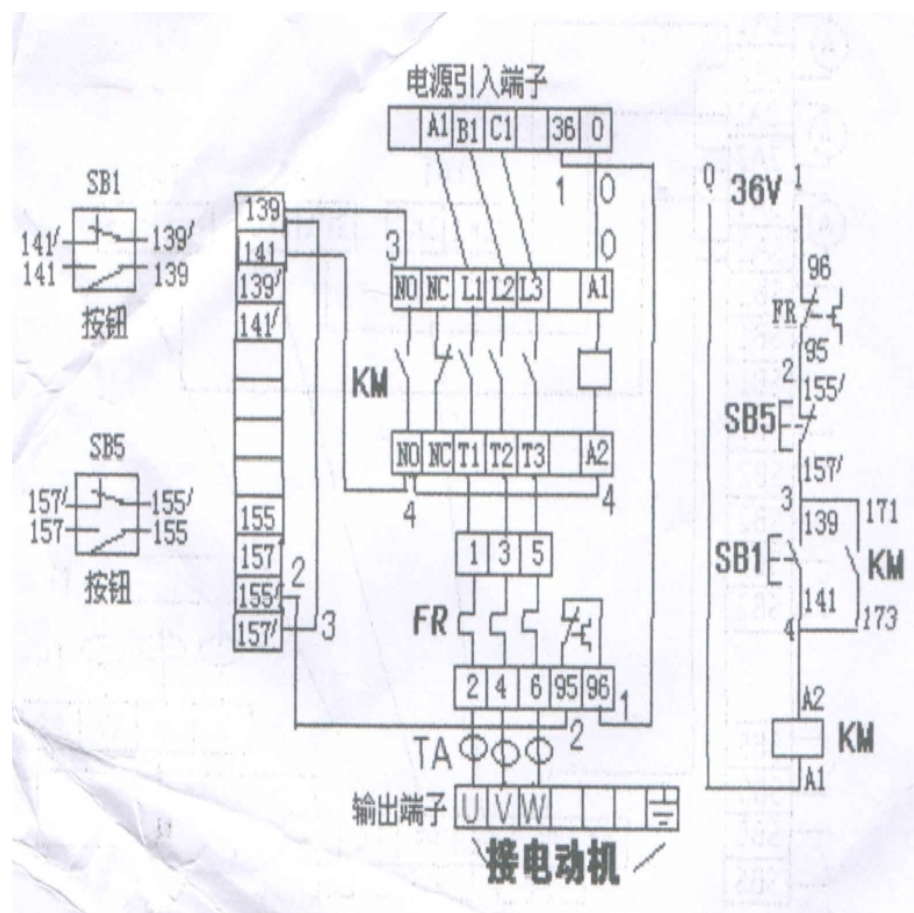 电源引入端子
A1 B1 C1 36 0
1 0
0
3
NO NC L1 L2 L3 A1
KM
NO NC T1 T2 T3 A2
4 4
1 3 5
FR
2 4 6 95 96
1
2
TA
输出端子 U V W
接电动机
SB1
141/ 139/
141 139
按钮
SB5
157/ 155/
157 155
按钮
139
141
139/
141/
155
157
155/ 2
157/ 3
0 36V 1
96
FR
95
2
155/
SB5
157/
3
139 171
SB1 KM
141
4 173
A2
KM
A1